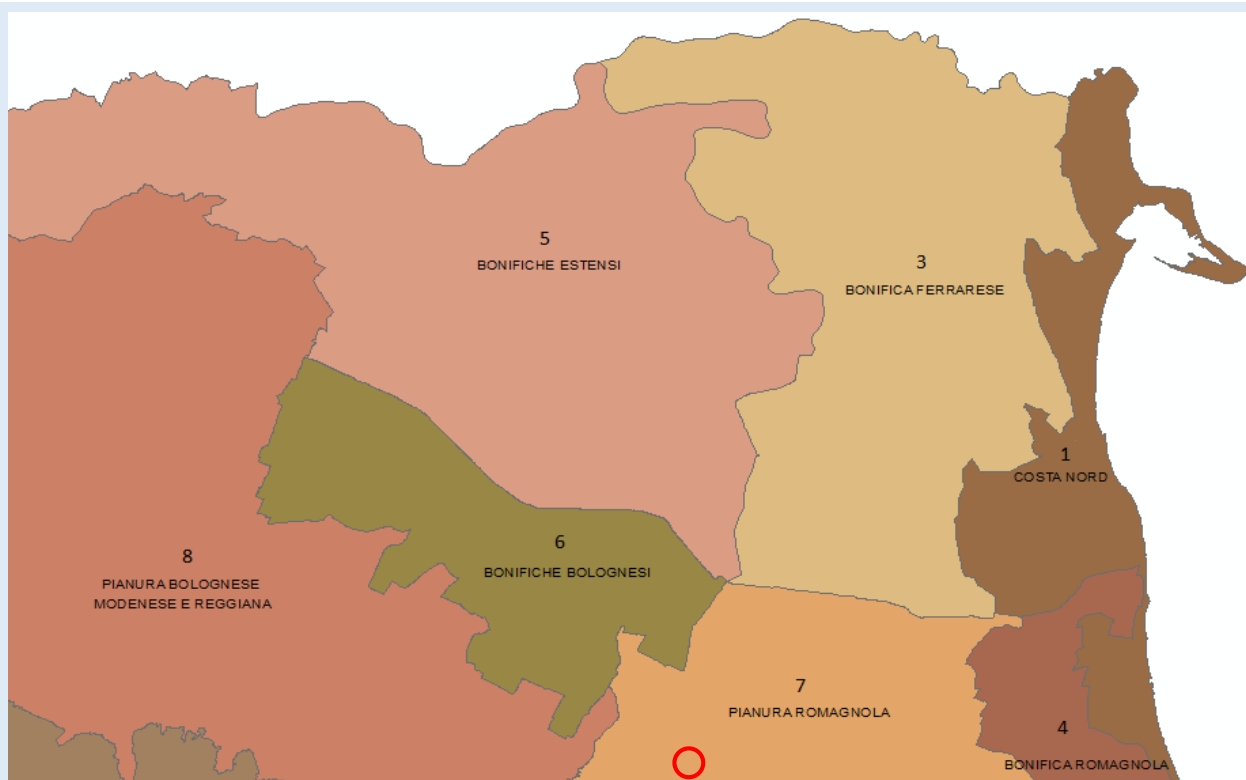 5
BONIFICHE ESTENSI
3
BONIFICA FERRARESE
1
COSTA NORD
8
PIANURA BOLOGNESE
MODENESE E REGGIANA
6
BONIFICHE BOLOGNESI
7
PIANURA ROMAGNOLA
4
BONIFICA ROMAGNOLA